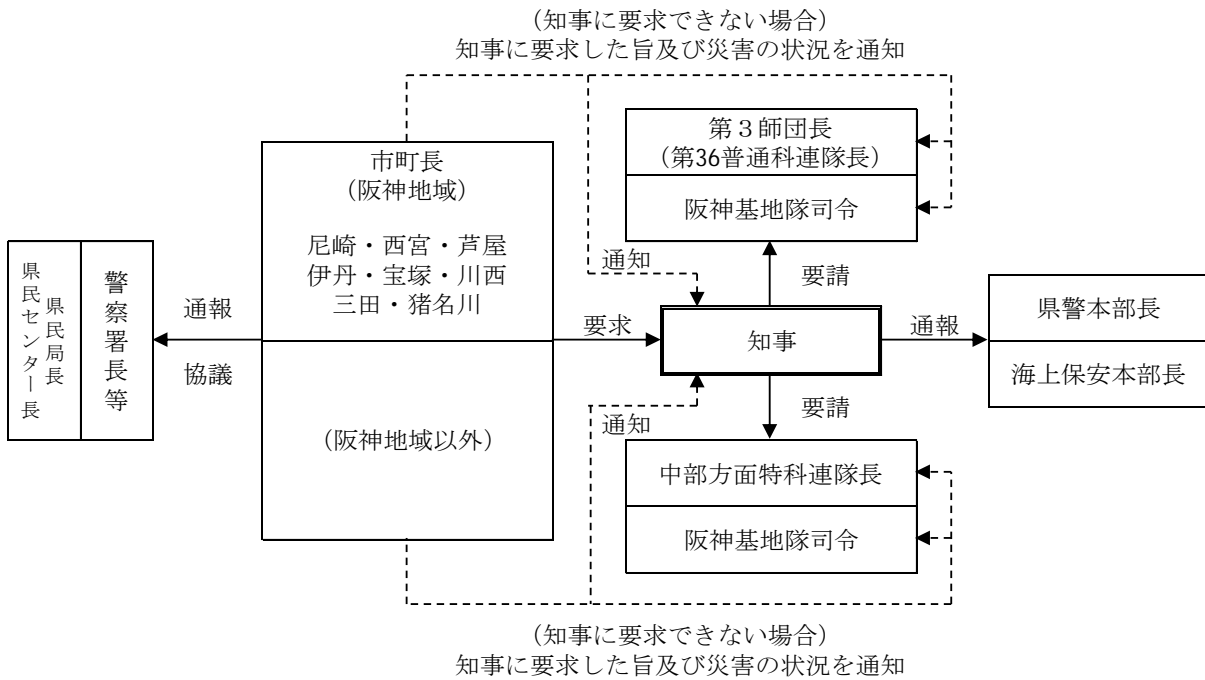 （知事に要求できない場合）
知事に要求した旨及び災害の状況を通知
第３師団長
（第36普通科連隊長）
阪神基地隊司令
市町長
（阪神地域）
尼崎・西宮・芦屋
伊丹・宝塚・川西
三田・猪名川
（阪神地域以外）
県民局長
県民センター長
警察署長等
通報
協議
要求
通知
要請
知事
通報
県警本部長
海上保安本部長
通知
要請
中部方面特科連隊長
阪神基地隊司令
（知事に要求できない場合）
知事に要求した旨及び災害の状況を通知